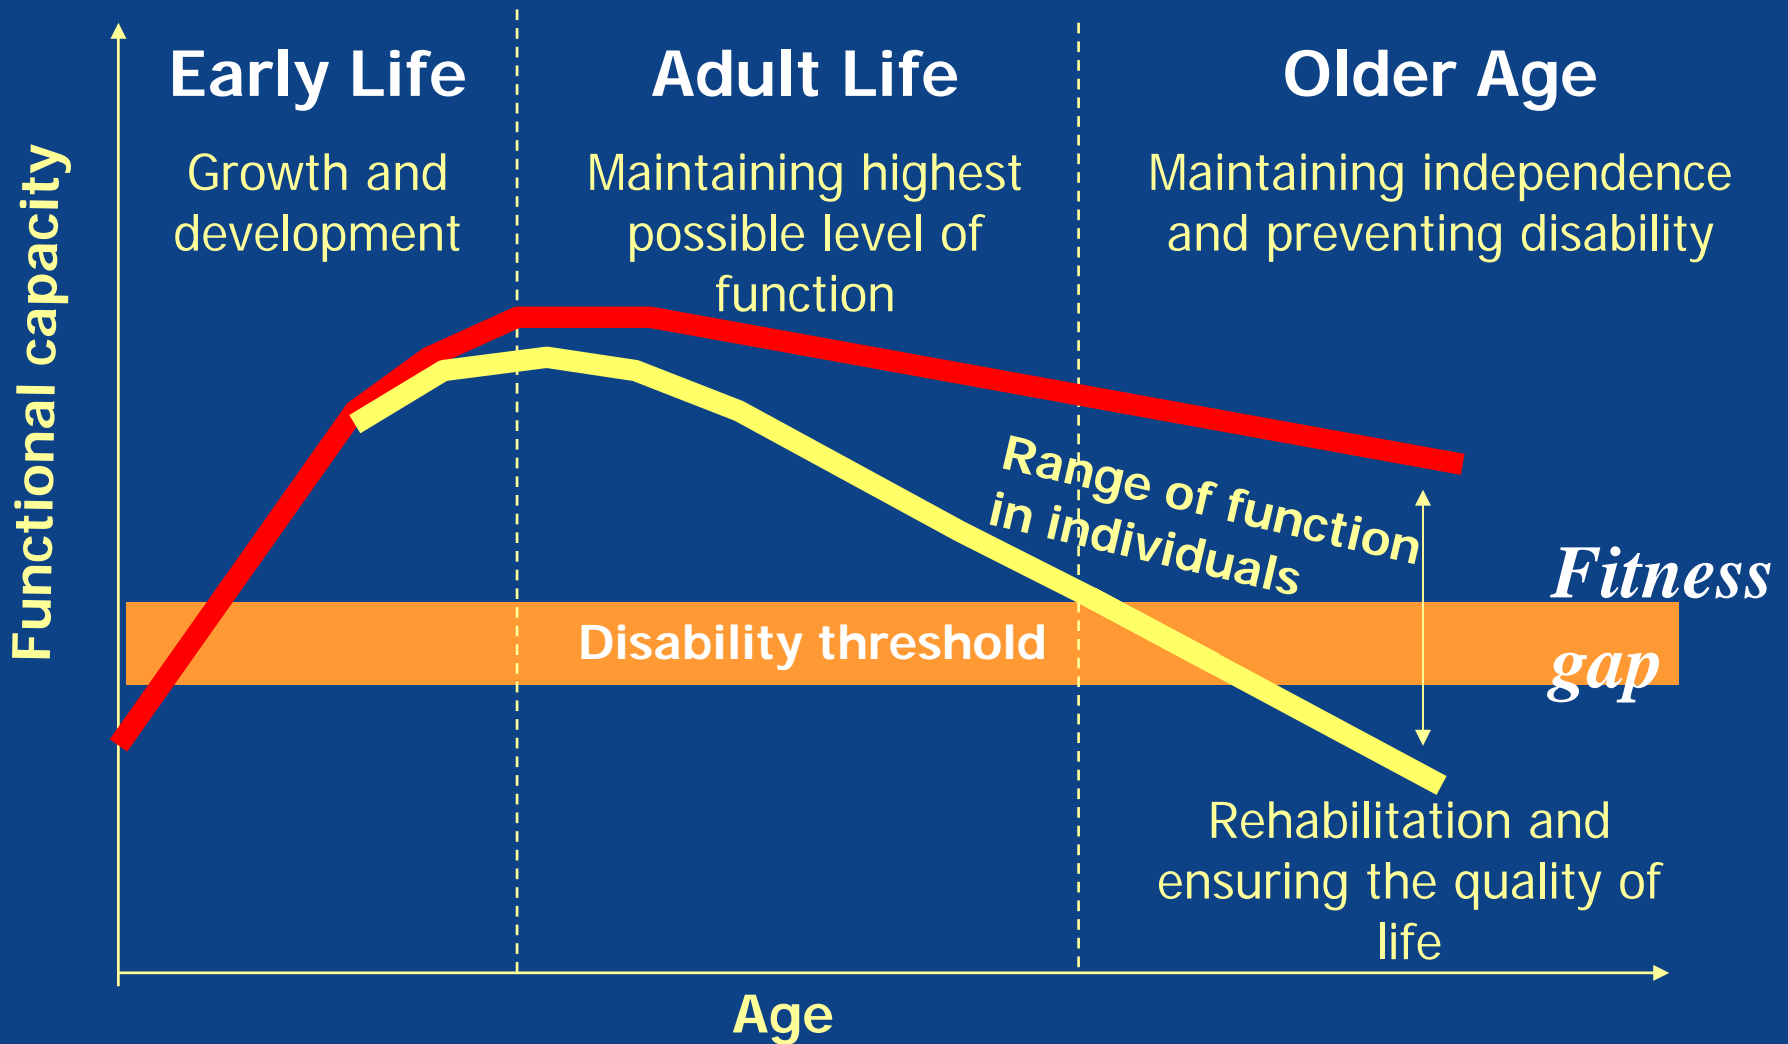 Early Life
Adult Life
Older Age
Growth and
development
Maintaining highest
possible level of
function
Maintaining independence
and preventing disability
Functional capacity
Range of function
in individuals
Fitness
gap
Disability threshold
Rehabilitation and
ensuring the quality of
life
Age